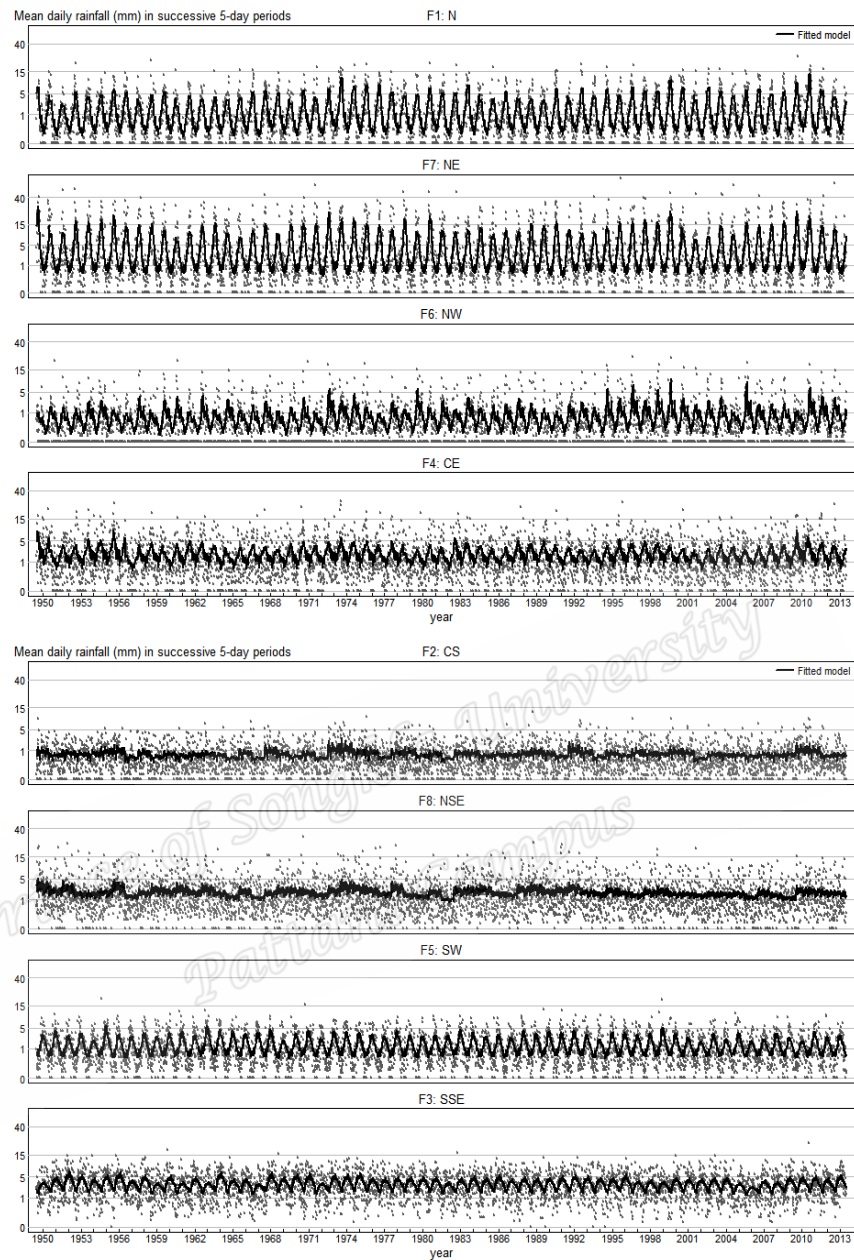 Mean daily rainfall (mm) in successive 5-day periods F1: N
Fitted model
40
15
5
1
0
F7: NE
40
15
5
1
0
F6: NW
40
15
5
1
0
F4: CE
40
15
5
1
0
1950 1953 1956 1959 1962 1965 1968 1971 1974 1977 1980 1983 1986 1989 1992 1995 1998 2001 2004 2007 2010 2013
year
Mean daily rainfall (mm) in successive 5-day periods F2: CS
Fitted model
40
15
5
1
0
F8: NSE
40
15
5
1
0
F5: SW
40
15
5
1
0
F3: SSE
40
15
5
1
0
1950 1953 1956 1959 1962 1965 1968 1971 1974 1977 1980 1983 1986 1989 1992 1995 1998 2001 2004 2007 2010 2013
year
of Songkla University
Pattani Campus